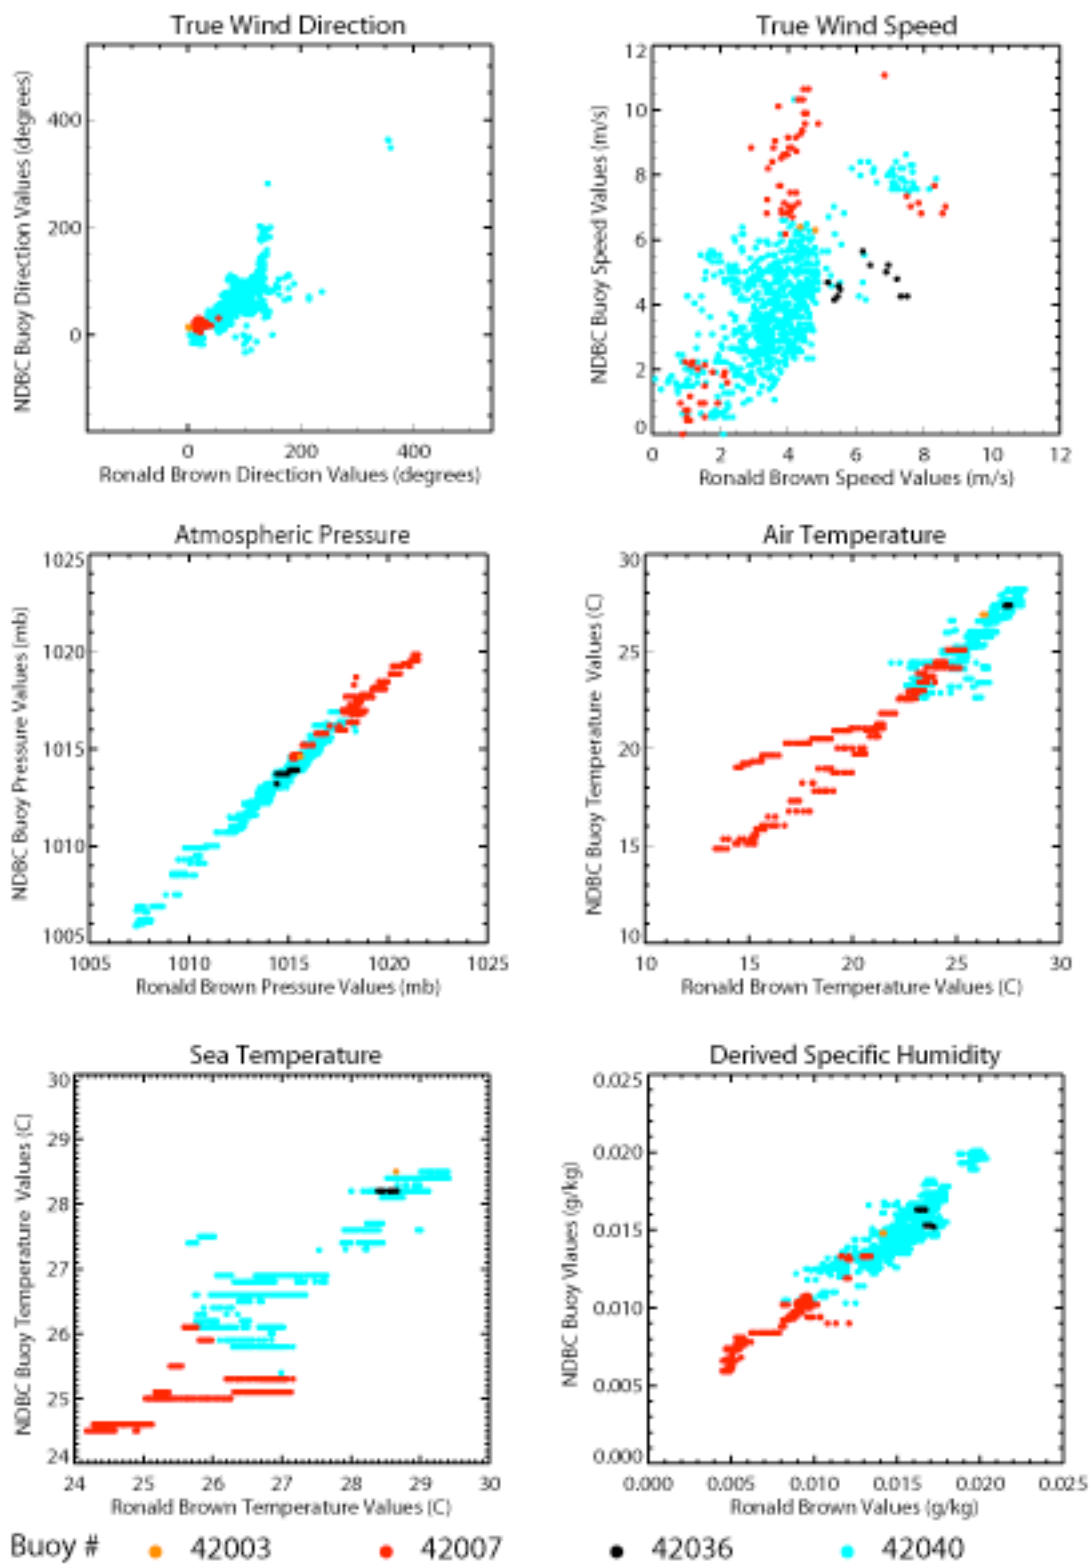 True Wind Direction
NDBC Buoy Direction Values (degrees)
400
200
0
0 200 400
Ronald Brown Direction Values (degrees)
True Wind Speed
NDBC Buoy Speed Values (m/s)
12
10
8
6
4
2
0
0 2 4 6 8 10 12
Ronald Brown Speed Values (m/s)
Atmospheric Pressure
NDBC Buoy Pressure Values (mb)
1025
1020
1015
1010
1005
1005 1010 1015 1020 1025
Ronald Brown Pressure Values (mb)
Air Temperature
NDBC Buoy Temperature Values (C)
30
25
20
15
10
10 15 20 25 30
Ronald Brown Temperature Values (C)
Sea Temperature
NDBC Buoy Temperature Values (C)
30
29
28
27
26
25
24
24 25 26 27 28 29 30
Ronald Brown Temperature Values (C)
Derived Specific Humidity
NDBC Buoy Vlaues (g/kg)
0.025
0.020
0.015
0.010
0.005
0.000
0.000 0.005 0.010 0.015 0.020 0.025
Ronald Brown Values (g/kg)
Buoy # 42003 42007 42036 42040